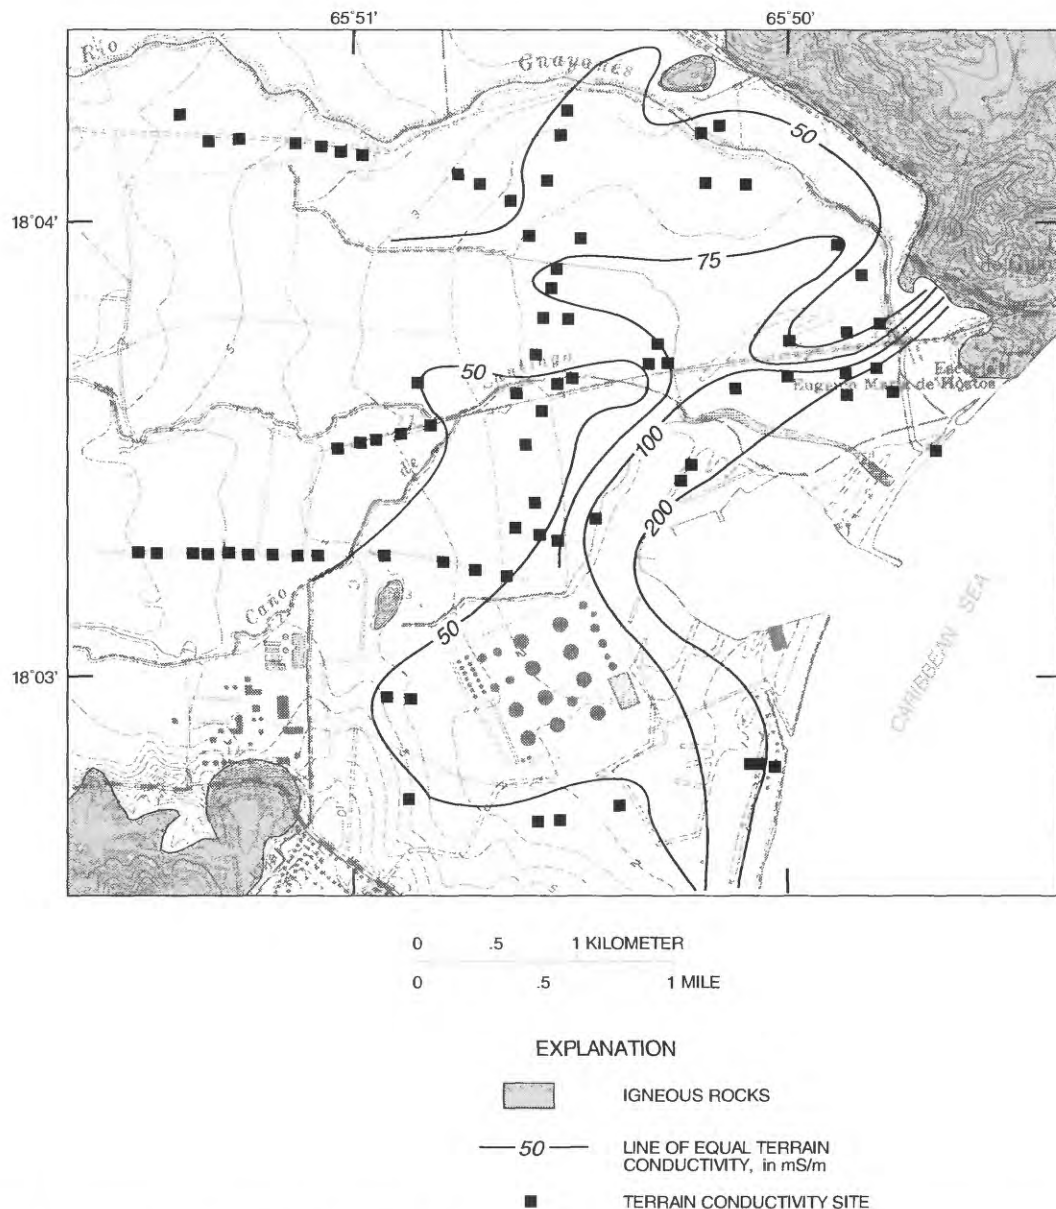 65°51'
65°50'
Rio
Guayanes
50
18°04'
75
50
Escuela
Eugenio Maria de Hostos
100
200
Caño
50
CARIBBEAN SEA
18°03'
0 .5 1 KILOMETER
0 .5 1 MILE
EXPLANATION
IGNEOUS ROCKS
50 LINE OF EQUAL TERRAIN
CONDUCTIVITY, in mS/m
TERRAIN CONDUCTIVITY SITE